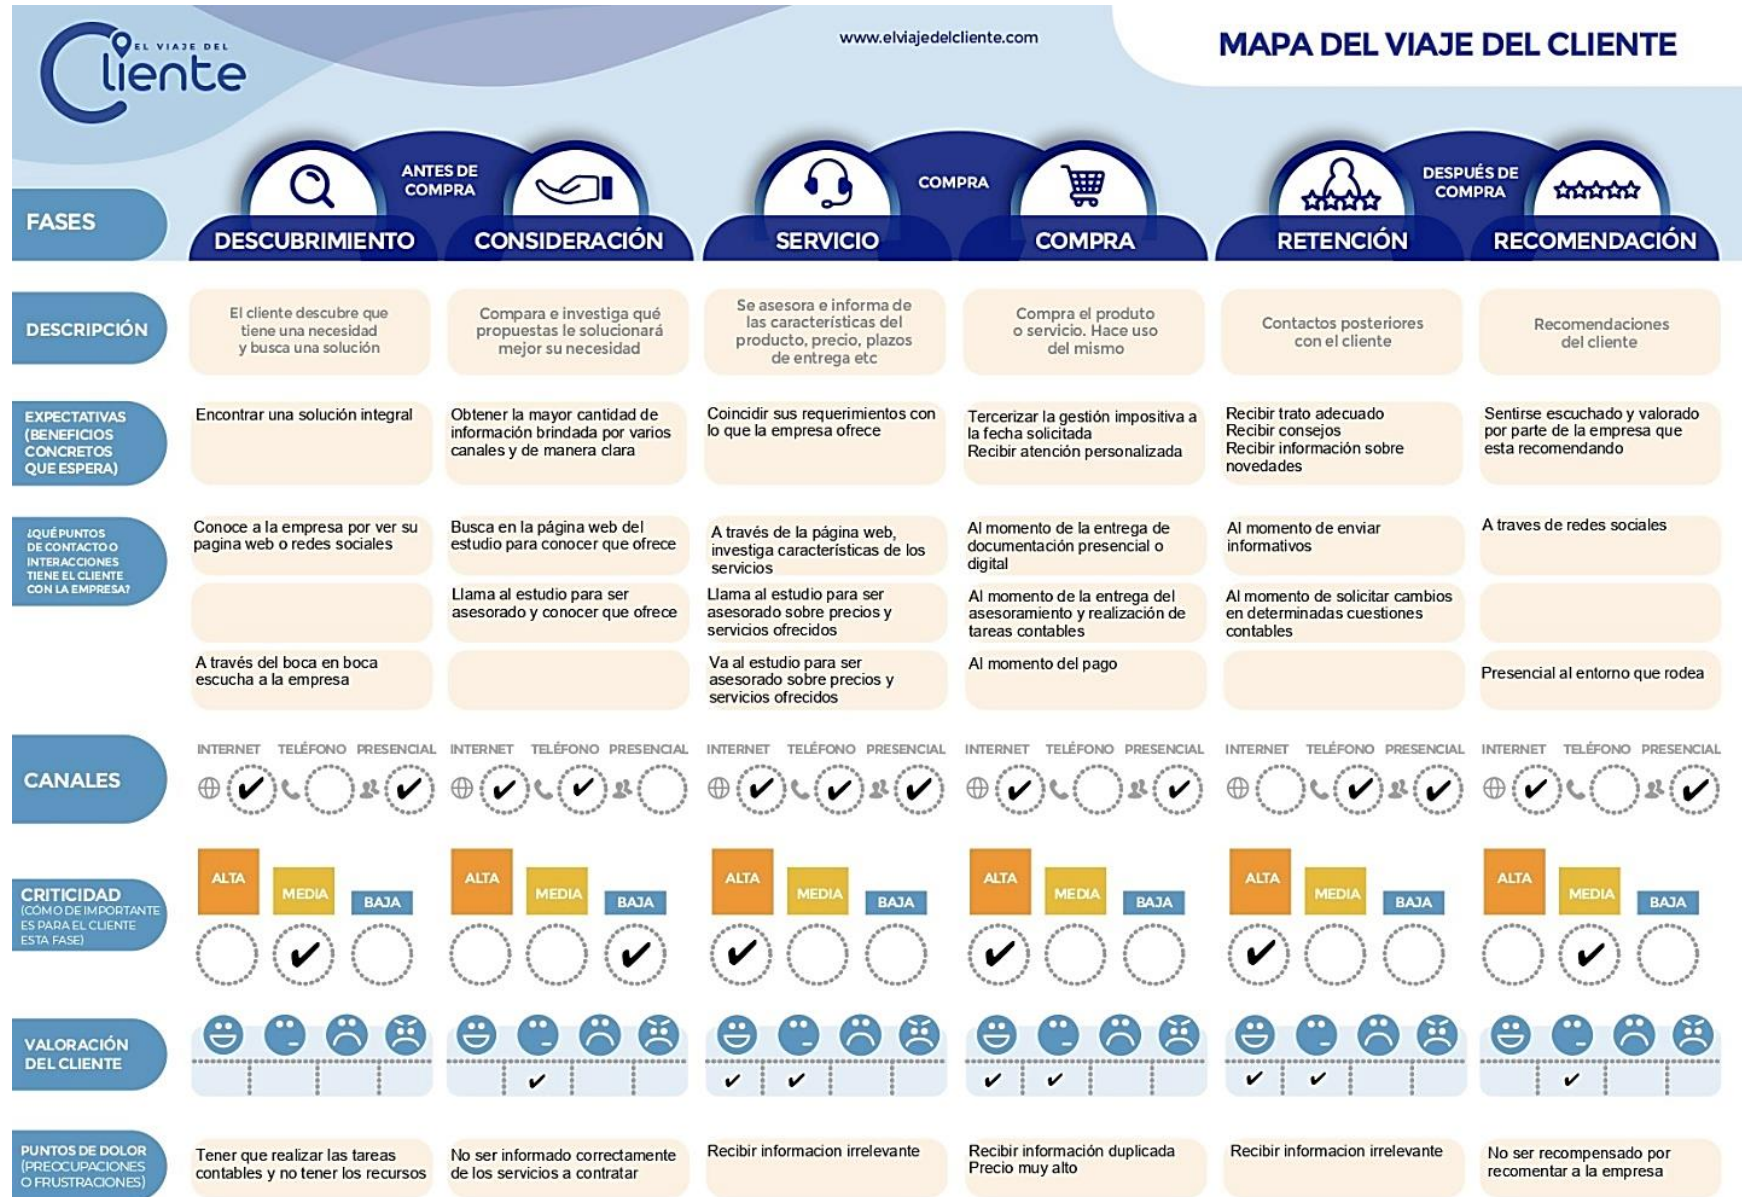 EL VIAJE DEL
Cliente
www.elviajedelcliente.com
MAPA DEL VIAJE DEL CLIENTE
ANTES DE
COMPRA
COMPRA
DESPUÉS DE
COMPRA
FASES
DESCUBRIMIENTO
CONSIDERACIÓN
SERVICIO
COMPRA
RETENCIÓN
RECOMENDACIÓN
DESCRIPCIÓN
El cliente descubre que
tiene una necesidad
y busca una solución
Compara e investiga qué
propuestas le solucionará
mejor su necesidad
Se asesora e informa de
las características del
producto, precio, plazos
de entrega etc
Compra el producto
o servicio. Hace uso
del mismo
Contactos posteriores
con el cliente
Recomendaciones
del cliente
EXPECTATIVAS
(BENEFICIOS
CONCRETOS
QUE ESPERA)
Encontrar una solución integral
Obtener la mayor cantidad de
información brindada por varios
canales y de manera clara
Coincidir sus requerimientos con
lo que la empresa ofrece
Tercerizar la gestión impositiva a
la fecha solicitada
Recibir atención personalizada
Recibir trato adecuado
Recibir consejos
Recibir información sobre
novedades
Sentirse escuchado y valorado
por parte de la empresa que
esta recomendando
¿QUÉ PUNTOS
DE CONTACTO O
INTERACCIONES
TIENE EL CLIENTE
CON LA EMPRESA?
Conoce a la empresa por ver su
pagina web o redes sociales
Busca en la página web del
estudio para conocer que ofrece
A través de la página web,
investiga características de los
servicios
Al momento de la entrega de
documentación presencial o
digital
Al momento de enviar
informativos
A traves de redes sociales
Llama al estudio para ser
asesorado y conocer que ofrece
Llama al estudio para ser
asesorado sobre precios y
servicios ofrecidos
Al momento de la entrega del
asesoramiento y realización de
tareas contables
Al momento de solicitar cambios
en determinadas cuestiones
contables
A través del boca en boca
escucha a la empresa
Va al estudio para ser
asesorado sobre precios y
servicios ofrecidos
Al momento del pago
Presencial al entorno que rodea
CANALES
INTERNET TELÉFONO PRESENCIAL
INTERNET TELÉFONO PRESENCIAL
INTERNET TELÉFONO PRESENCIAL
INTERNET TELÉFONO PRESENCIAL
INTERNET TELÉFONO PRESENCIAL
INTERNET TELÉFONO PRESENCIAL
CRITICIDAD
(CÓMO DE IMPORTANTE
ES PARA EL CLIENTE
ESTA FASE)
ALTA MEDIA BAJA
ALTA MEDIA BAJA
ALTA MEDIA BAJA
ALTA MEDIA BAJA
ALTA MEDIA BAJA
ALTA MEDIA BAJA
VALORACIÓN
DEL CLIENTE
PUNTOS DE DOLOR
(PREOCUPACIONES
O FRUSTRACIONES)
Tener que realizar las tareas
contables y no tener los recursos
No ser informado correctamente
de los servicios a contratar
Recibir informacion irrelevante
Recibir información duplicada
Precio muy alto
Recibir informacion irrelevante
No ser recompensado por
recomentar a la empresa